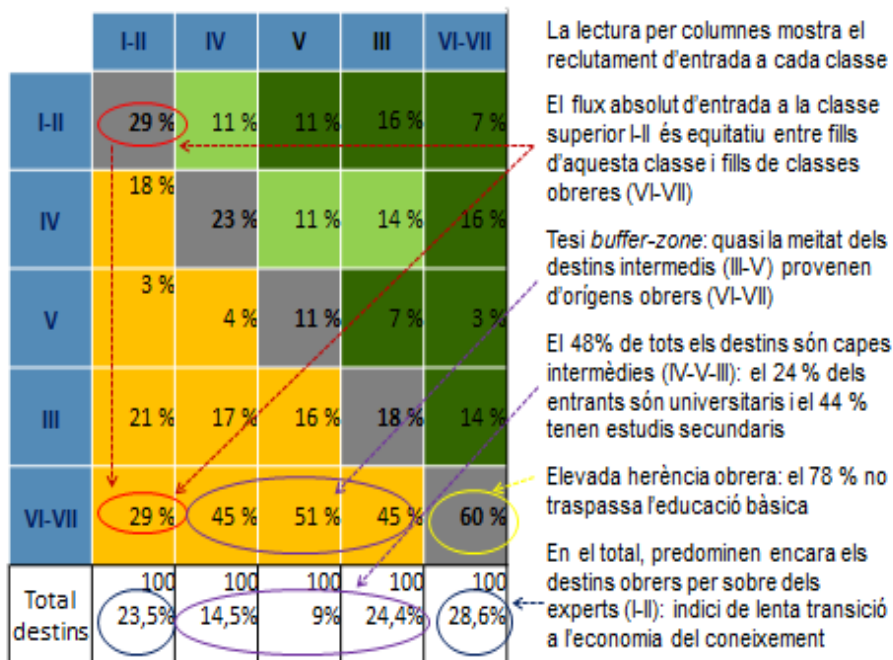 I-II IV V III VI-VII
I-II 29 % 11 % 11 % 16 % 7 %
IV 18 % 23 % 11 % 14 % 16 %
V 3 % 4 % 11 % 7 % 3 %
III 21 % 17 % 16 % 18 % 14 %
VI-VII 29 % 45 % 51 % 45 % 60 %
Total destins 100 100 100 100 100
23,5% 14,5% 9% 24,4% 28,6%
La lectura per columnes mostra el
reclutament d'entrada a cada classe
El flux absolut d'entrada a la classe
superior I-II és equitatiu entre fills
d'aquesta classe i fills de classes
obreres (VI-VII)
Tesi buffer-zone: quasi la meitat dels
destins intermedis (III-V) provenen
d'orígens obrers (VI-VII)
El 48% de tots els destins són capes
intermèdies (IV-V-III): el 24 % dels
entrants són universitaris i el 44 %
tenen estudis secundaris
Elevada herència obrera: el 78 % no
traspassa l'educació bàsica
En el total, predominen encara els
destins obrers per sobre dels
experts (I-II): indici de lenta transició
a l'economia del coneixement